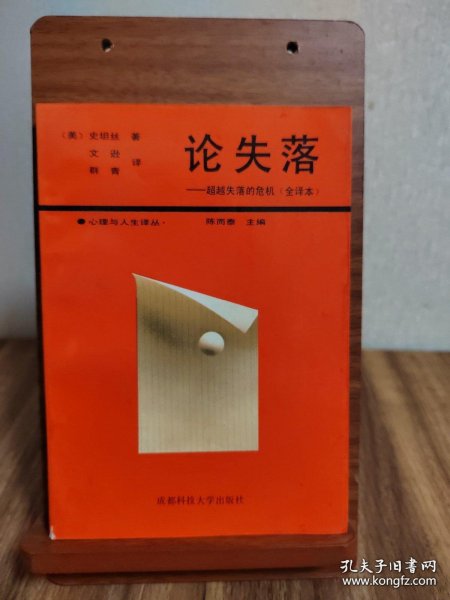 （美）史坦丝 著
文逊
群青 译
论失落
——超越失落的危机（全译本）
●心理与人生译丛·
陈而泰 主编
成都科技大学出版社
孔夫子旧书网
www.kongfz.com